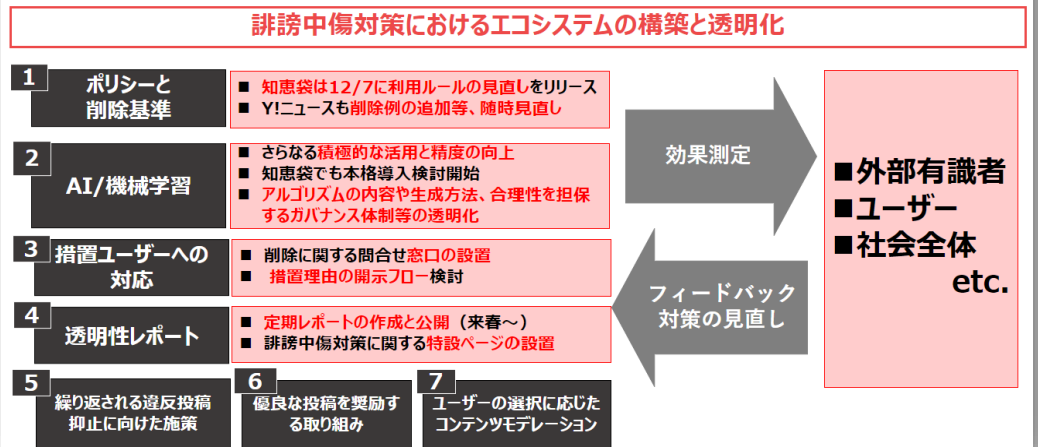 誹謗中傷対策におけるエコシステムの構築と透明化
1
ポリシーと
削除基準
■ 知恵袋は12/7に利用ルールの見直しをリリース
■ Y!ニュースも削除例の追加等、随時見直し
2
AI/機械学習
■ さらなる積極的な活用と精度の向上
■ 知恵袋でも本格導入検討開始
■ アルゴリズムの内容や生成方法、合理性を担保
するガバナンス体制等の透明化
3
措置ユーザーへの
対応
■ 削除に関する問合せ窓口の設置
■ 措置理由の開示フロー検討
4
透明性レポート
■ 定期レポートの作成と公開（来春～）
■ 誹謗中傷対策に関する特設ページの設置
5
繰り返される違反投稿
抑止に向けた施策
6
優良な投稿を奨励す
る取り組み
7
ユーザーの選択に応じた
コンテンツモデレーション
効果測定
フィードバック
対策の見直し
■外部有識者
■ユーザー
■社会全体
etc.